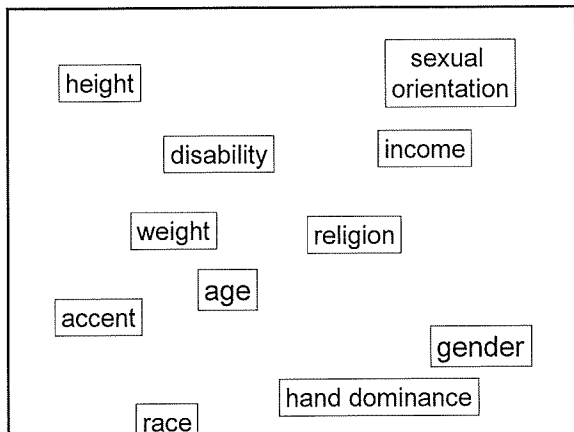 sexual
orientation
height
income
disability
weight
religion
age
accent
gender
hand dominance
race